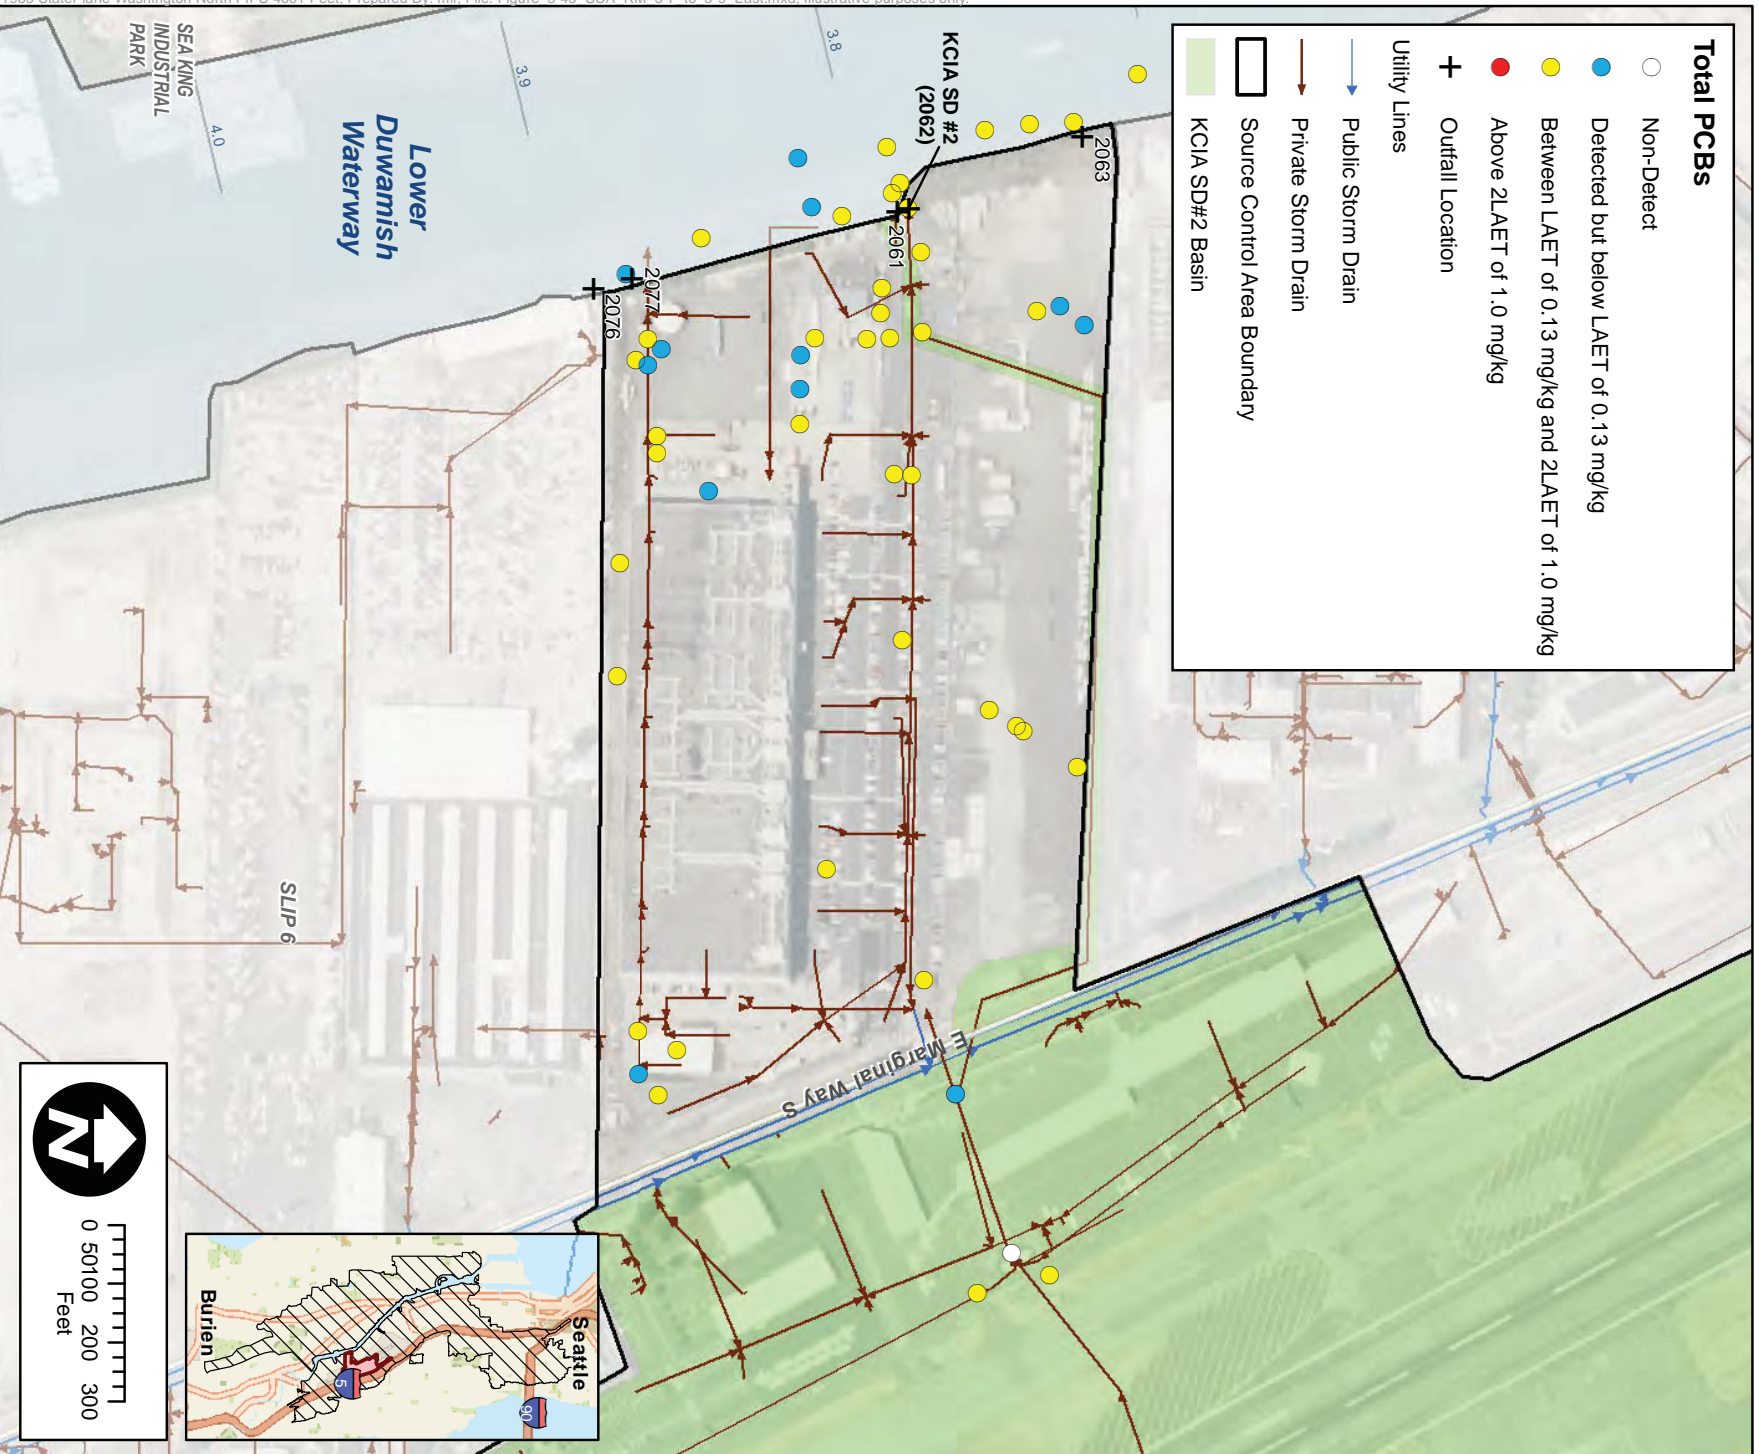 Total PCBs
Non-Detect
Detected but below LAET of 0.13 mg/kg
Between LAET of 0.13 mg/kg and 2LAET of 1.0 mg/kg
Above 2LAET of 1.0 mg/kg
Outfall Location
Utility Lines
Public Storm Drain
Private Storm Drain
Source Control Area Boundary
KCIA SD#2 Basin
2063
KCIA SD #2
(2062)
2061
2077
2076
3.8
3.9
4.0
Lower
Duwamish
Waterway
SEA KING
INDUSTRIAL
PARK
SLIP 6
E Marginal Way S
Seattle
90
5
Burien
N
0 50100 200 300
Feet